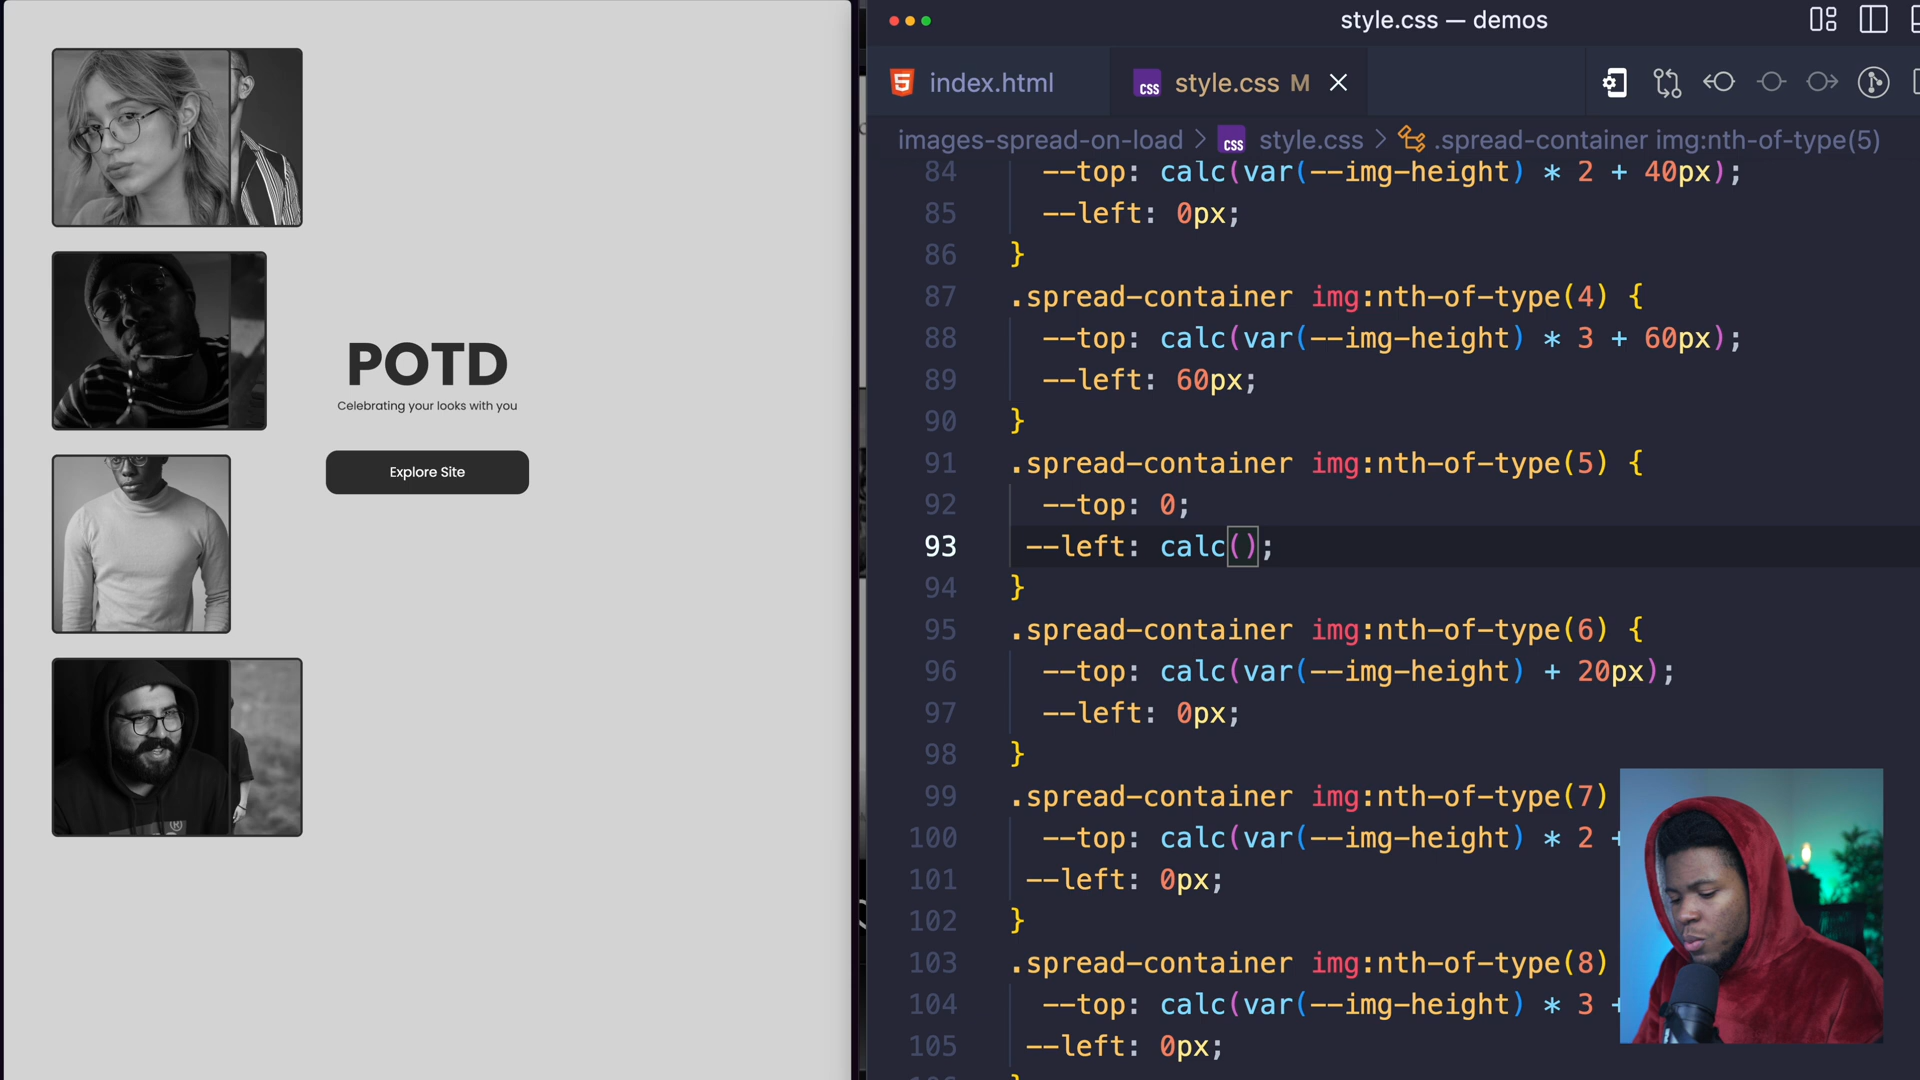 POTD
Celebrating your looks with you
Explore Site
®
style.css — demos
5 index.html
css style.css M
images-spread-on-load > css style.css > .spread-container img:nth-of-type(5)
84 --top: calc(var(--img-height) * 2 + 40px);
85 --left: 0px;
86 }
87 .spread-container img:nth-of-type(4) {
88 --top: calc(var(--img-height) * 3 + 60px);
89 --left: 60px;
90 }
91 .spread-container img:nth-of-type(5) {
92 --top: 0;
93 --left: calc();
94 }
95 .spread-container img:nth-of-type(6) {
96 --top: calc(var(--img-height) + 20px);
97 --left: 0px;
98 }
99 .spread-container img:nth-of-type(7)
100 --top: calc(var(--img-height) * 2 +
101 --left: 0px;
102 }
103 .spread-container img:nth-of-type(8)
104 --top: calc(var(--img-height) * 3 +
105 --left: 0px;